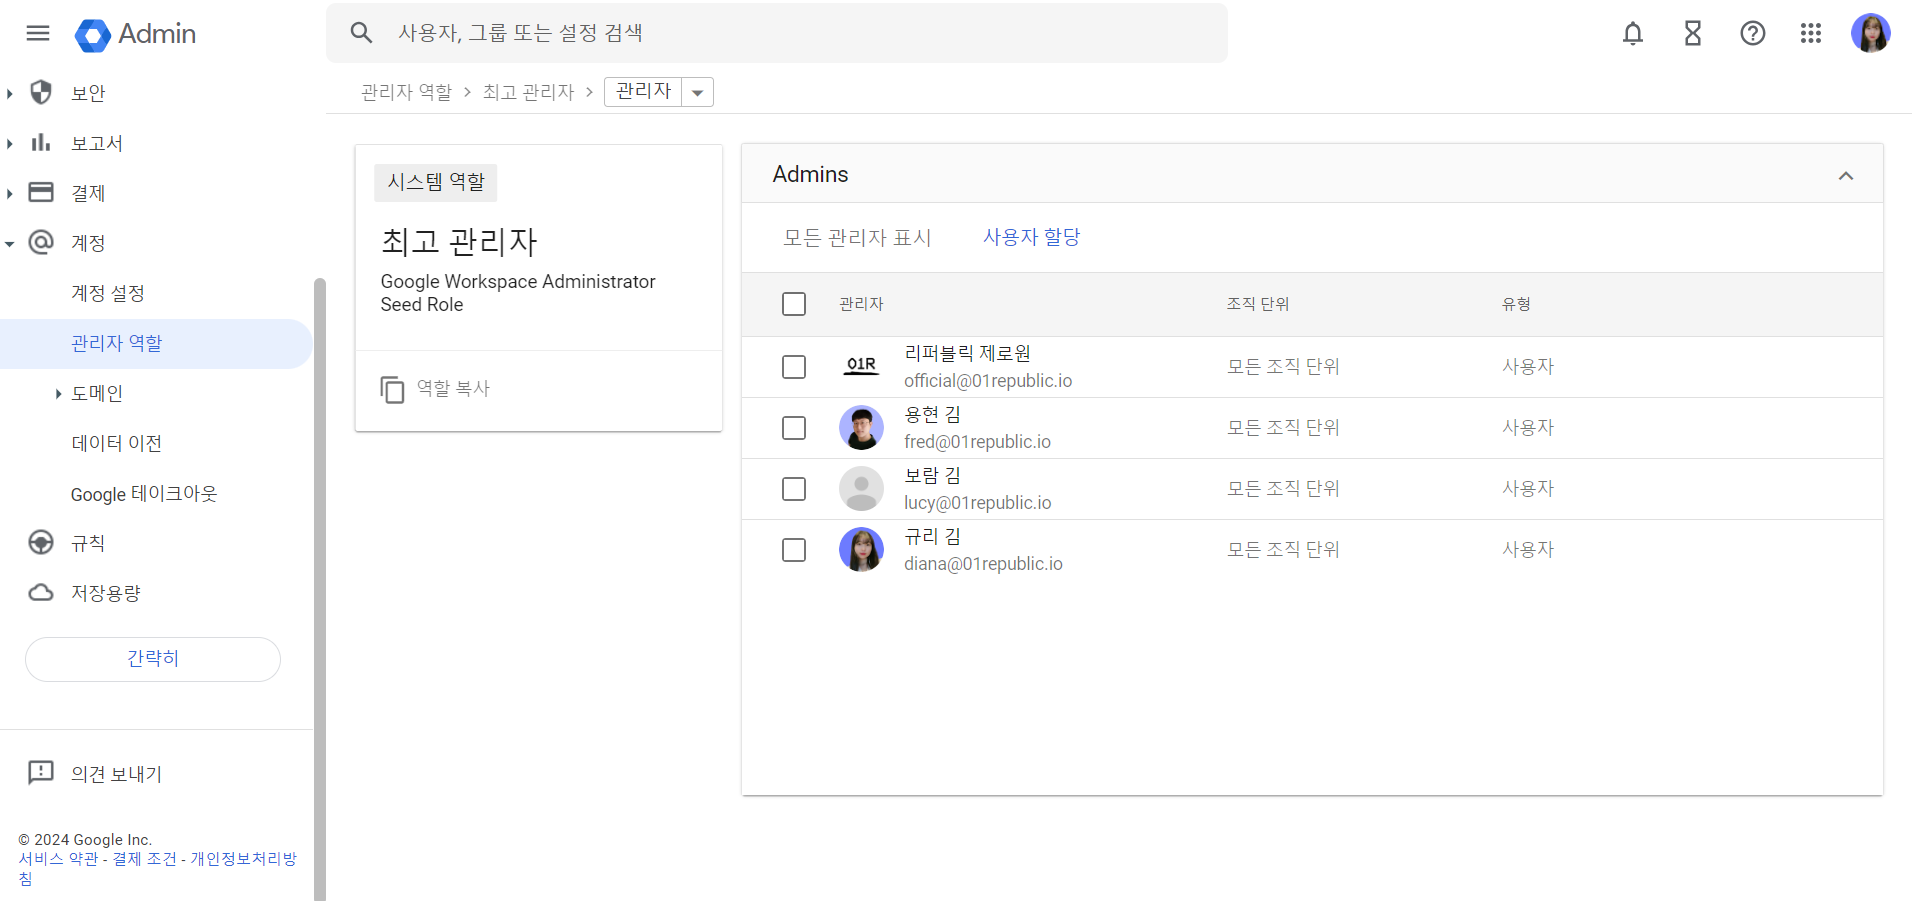 Admin
사용자, 그룹 또는 설정 검색
보안
보고서
결제
계정
계정 설정
관리자 역할
도메인
데이터 이전
Google 테이크아웃
규칙
저장용량
간략히
의견 보내기
© 2024 Google Inc.
서비스 약관 - 결제 조건 - 개인정보처리방
침
관리자 역할 > 최고 관리자 > 관리자
시스템 역할
최고 관리자
Google Workspace Administrator
Seed Role
역할 복사
Admins
모든 관리자 표시 사용자 할당
관리자 조직 단위 유형
01R
리퍼블릭 제로원
official@01republic.io
모든 조직 단위 사용자
용현 김
fred@01republic.io
모든 조직 단위 사용자
보람 김
lucy@01republic.io
모든 조직 단위 사용자
규리 김
diana@01republic.io
모든 조직 단위 사용자